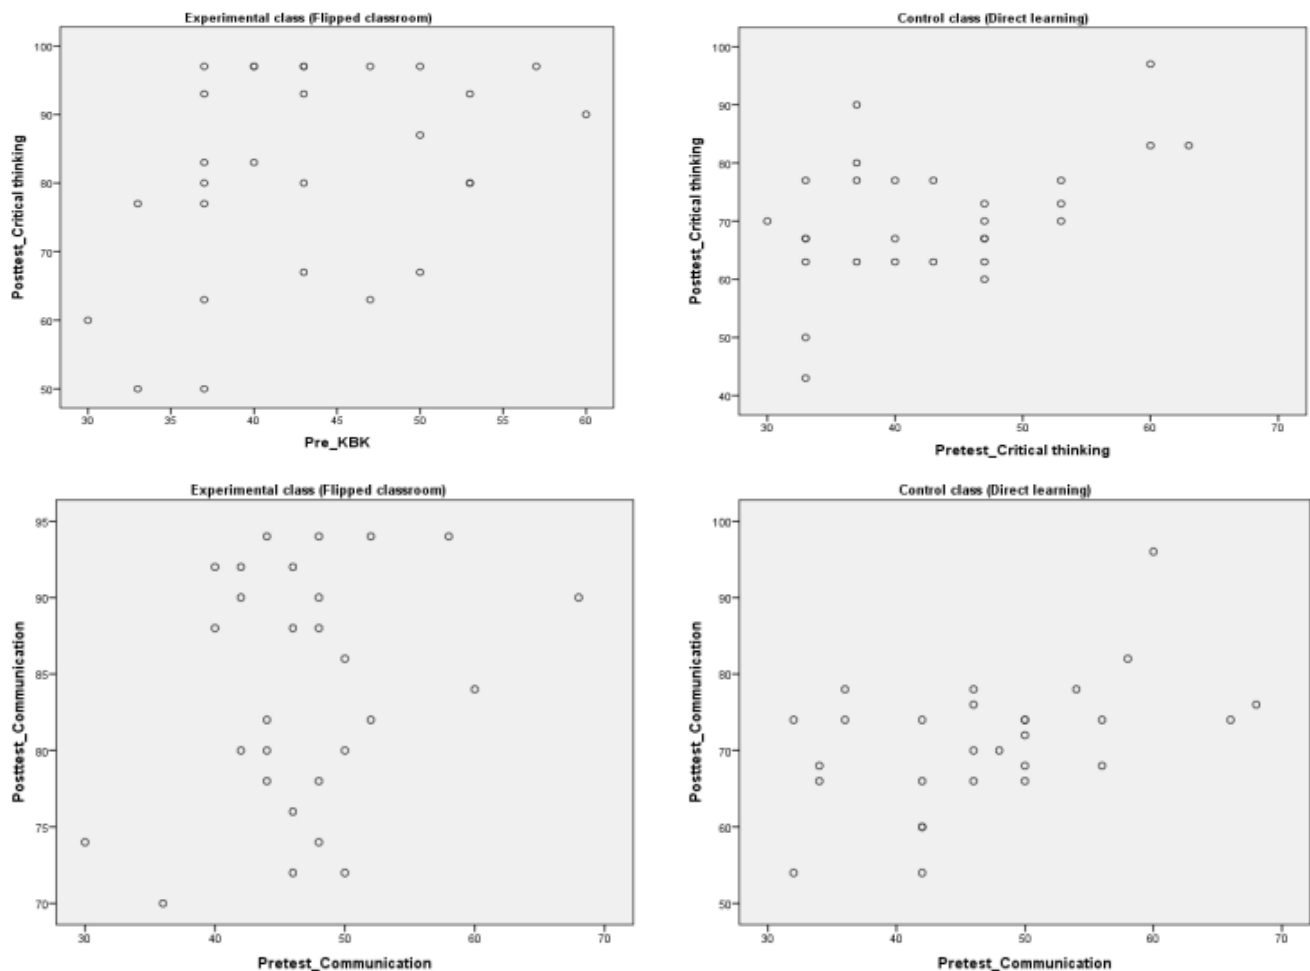 Experimental class (Flipped classroom)
100
90
80
70
60
50
Posttest_Critical thinking
30 35 40 45 50 55 60
Pre_KBK
Control class (Direct learning)
100
90
80
70
60
50
40
Posttest_Critical thinking
30 40 50 60 70
Pretest_Critical thinking
Experimental class (Flipped classroom)
95
90
85
80
75
70
Posttest_Communication
30 40 50 60 70
Pretest_Communication
Control class (Direct learning)
100
90
80
70
60
50
Posttest_Communication
30 40 50 60 70
Pretest_Communication